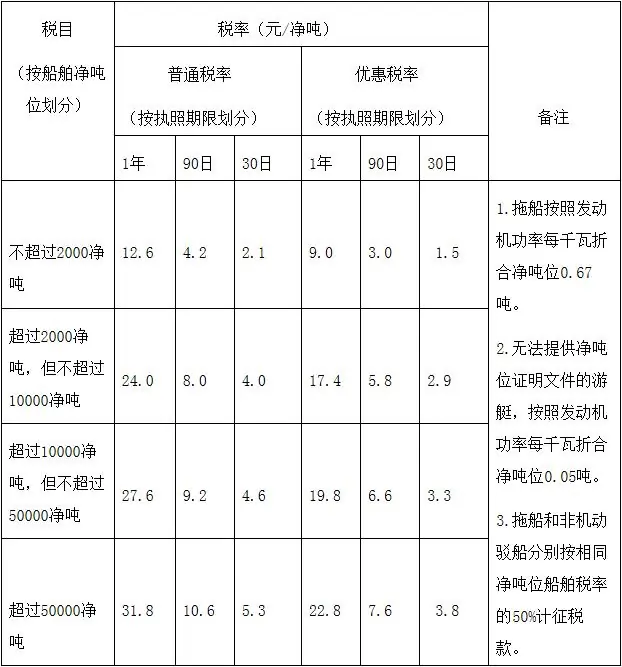 税目
（按船舶净吨
位划分）
税率（元/净吨）
普通税率
（按执照期限划分）
优惠税率
（按执照期限划分）
备注
1年
90日
30日
1年
90日
30日
不超过2000净
吨
12.6
4.2
2.1
9.0
3.0
1.5
超过2000净
吨，但不超过
10000净吨
24.0
8.0
4.0
17.4
5.8
2.9
超过10000净
吨，但不超过
50000净吨
27.6
9.2
4.6
19.8
6.6
3.3
超过50000净
吨
31.8
10.6
5.3
22.8
7.6
3.8
1.拖船按照发动
机功率每千瓦折
合净吨位0.67
吨。
2.无法提供净吨
位证明文件的游
艇，按照发动机
功率每千瓦折合
净吨位0.05吨。
3.拖船和非机动
驳船分别按相同
净吨位船舶税率
的50%计征税
款。